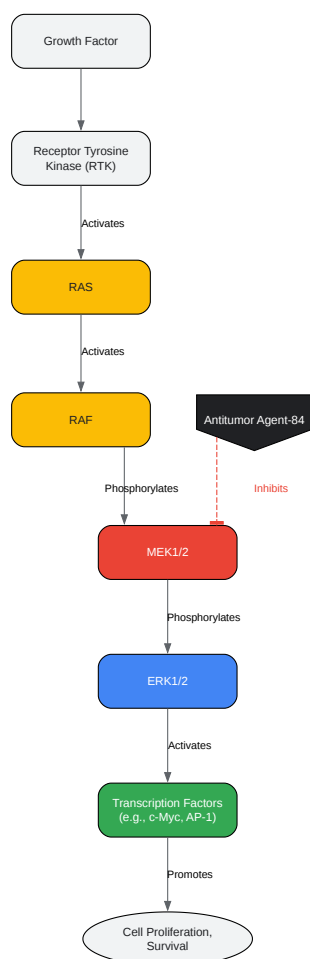 Growth Factor
Receptor Tyrosine
Kinase (RTK)
Activates
RAS
Activates
RAF
Antitumor Agent-84
Phosphorylates
Inhibits
MEK1/2
Phosphorylates
ERK1/2
Activates
Transcription Factors
(e.g., c-Myc, AP-1)
Promotes
Cell Proliferation,
Survival